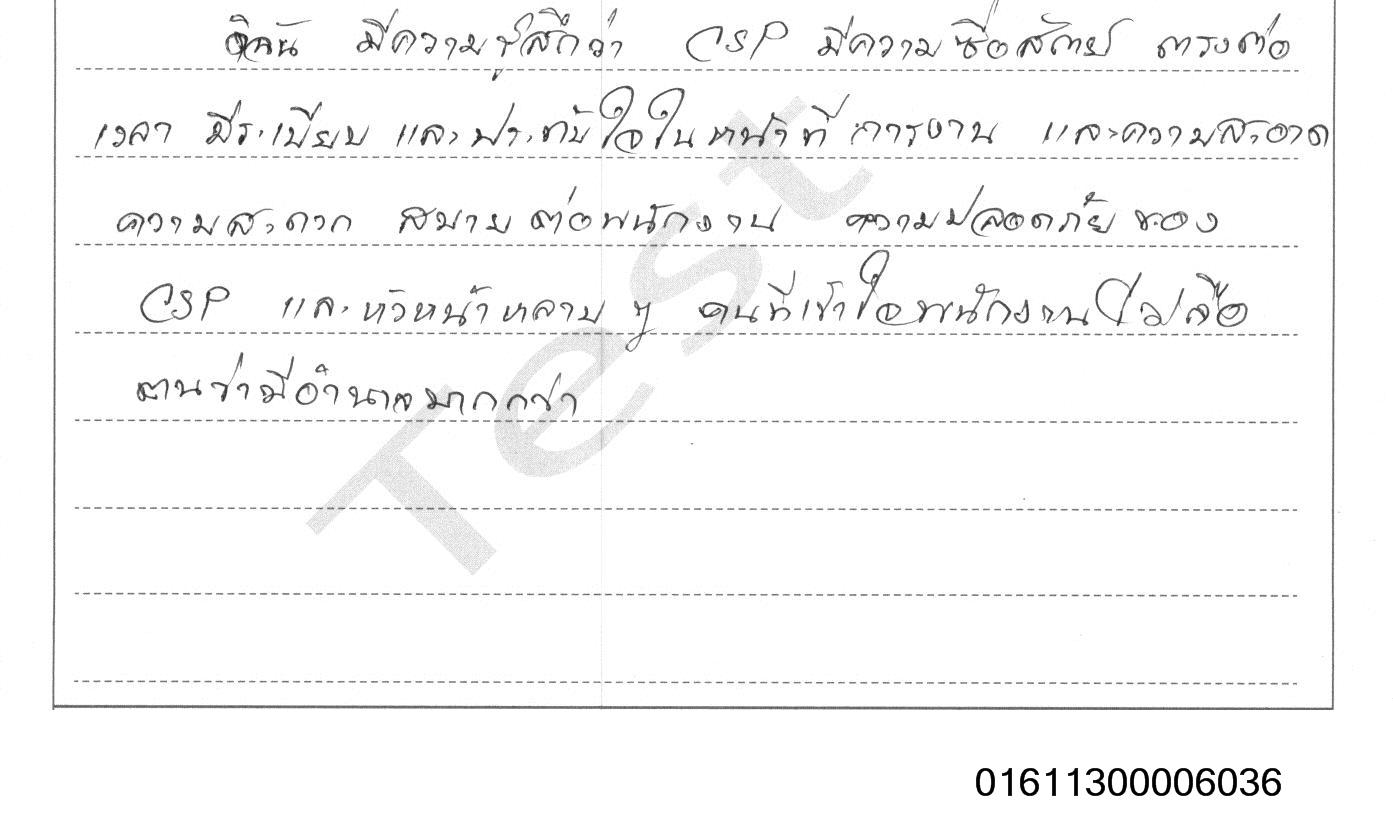 ดิฉัน มีความรู้สึกว่า CSP มีความซื่อสัตย์ ตรงต่อ
เวลา มีระเบียบ และประทับใจในหน้าที่การงาน และความสะอาด
ความสะดวก สบาย ต่อพนักงาน ความปลอดภัย ของ
CSP และหัวหน้าหลาย ๆ คนที่เข้าใจพนักงานไม่ถือ
ตนว่ามีอำนาจมากกว่า
Test
01611300006036